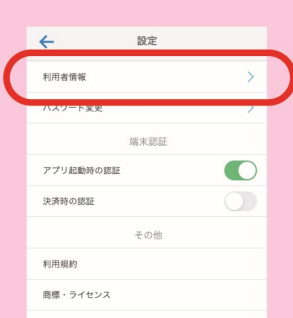 設定
利用者情報
パスワード変更
端末認証
アプリ起動時の認証
決済時の認証
その他
利用規約
商標・ライセンス